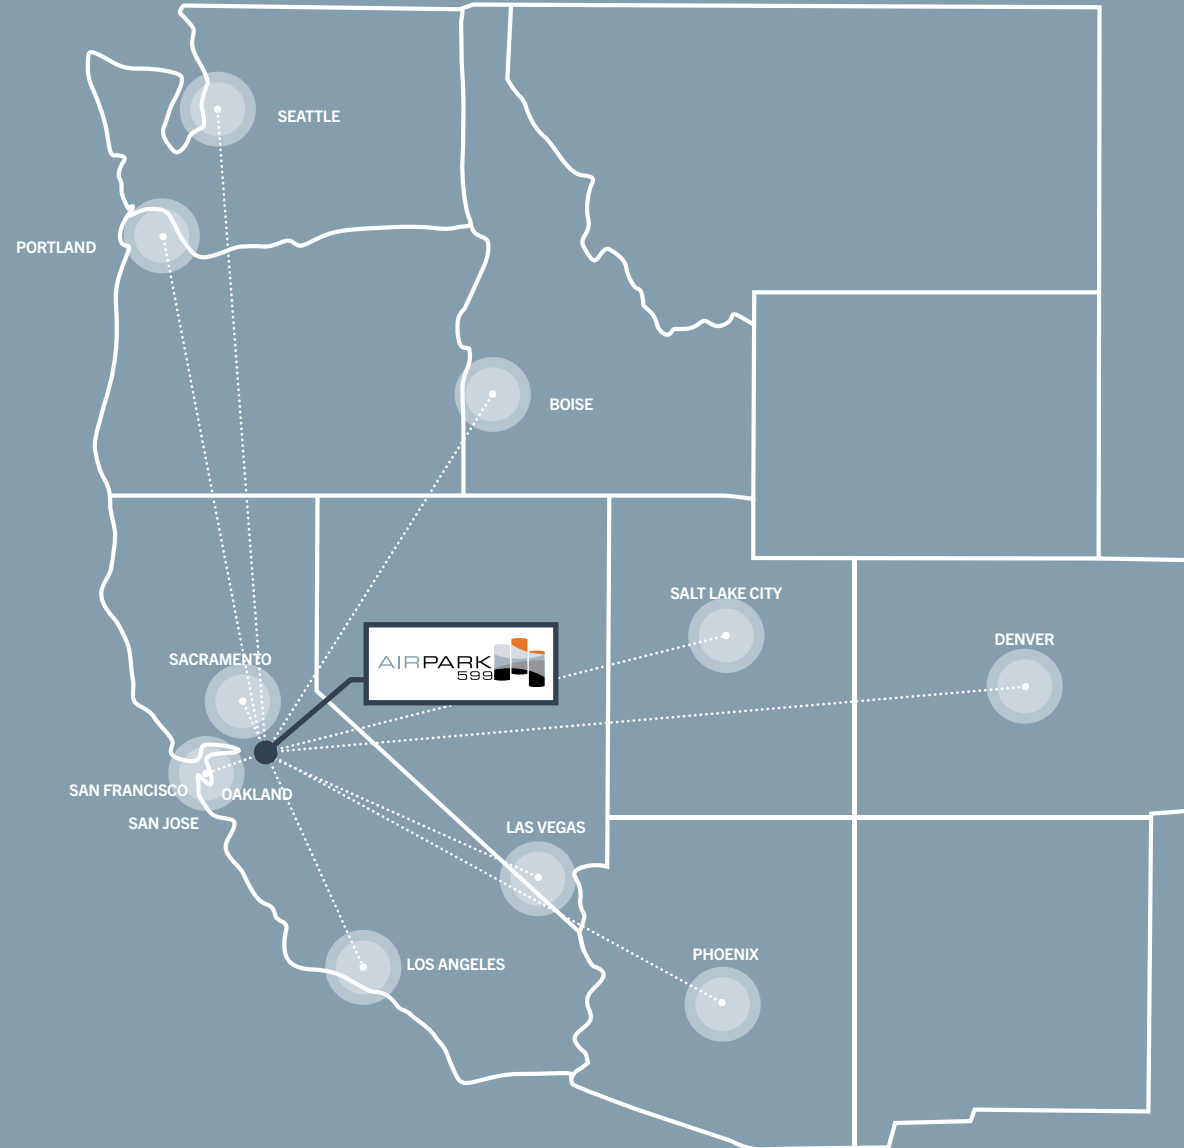 SEATTLE
PORTLAND
BOISE
SALT LAKE CITY
DENVER
SACRAMENTO
AIRPARK
599
SAN FRANCISCO
OAKLAND
SAN JOSE
LAS VEGAS
PHOENIX
LOS ANGELES